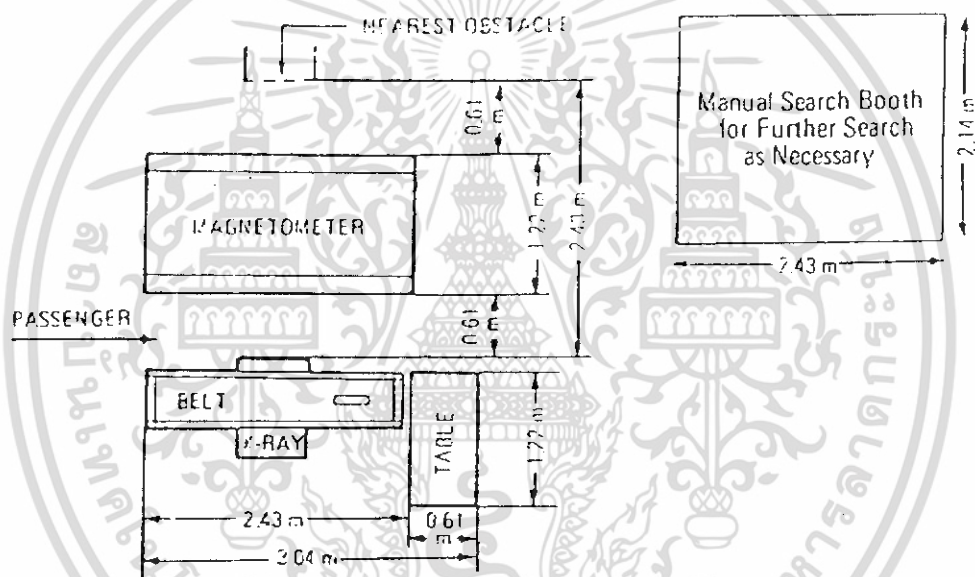 NEAREST OBSTACLE
0.61
m
MAGNETOMETER
1.22 m
2.43 m
Manual Search Booth
for Further Search
as Necessary
2.14 m
2.43 m
PASSENGER
0.61
m
BELT
X-RAY
TABLE
1.22 m
2.43 m
0.61
m
3.04 m